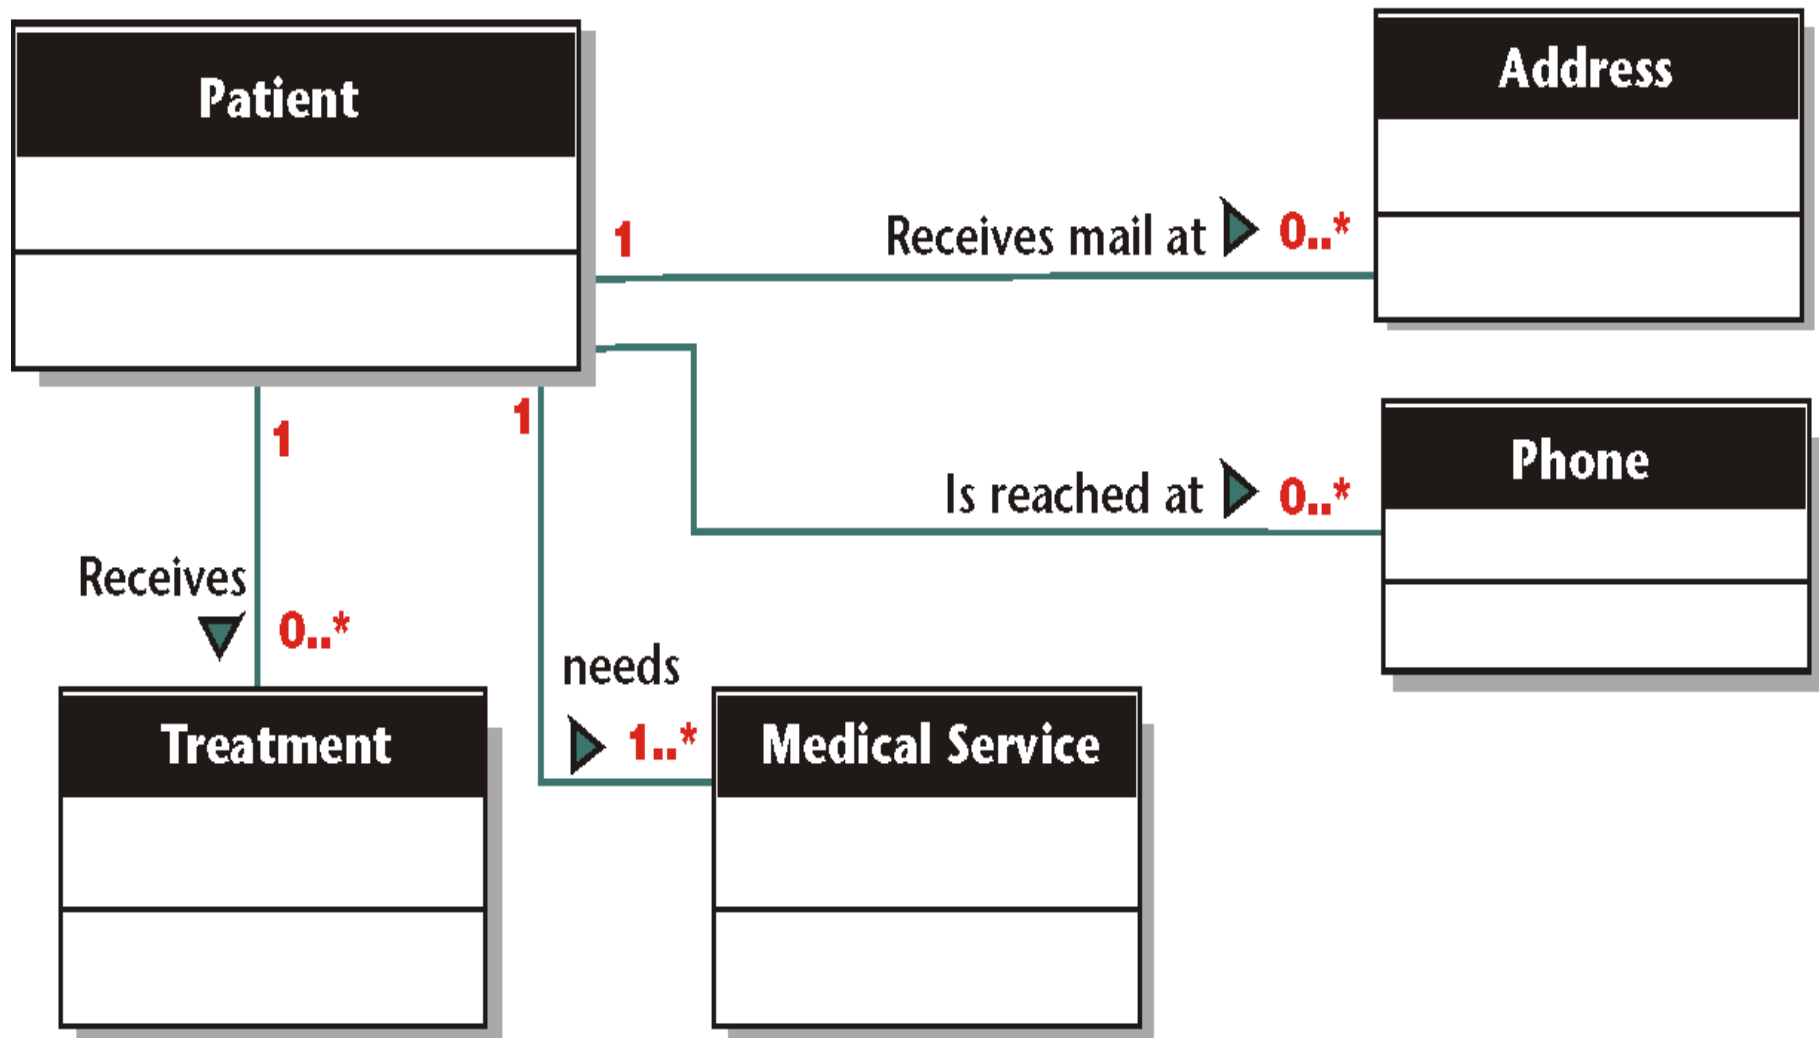 Patient
Address
1
Receives mail at 0..*
1
1
Phone
Is reached at 0..*
Receives
0..*
needs
1..*
Treatment
Medical Service